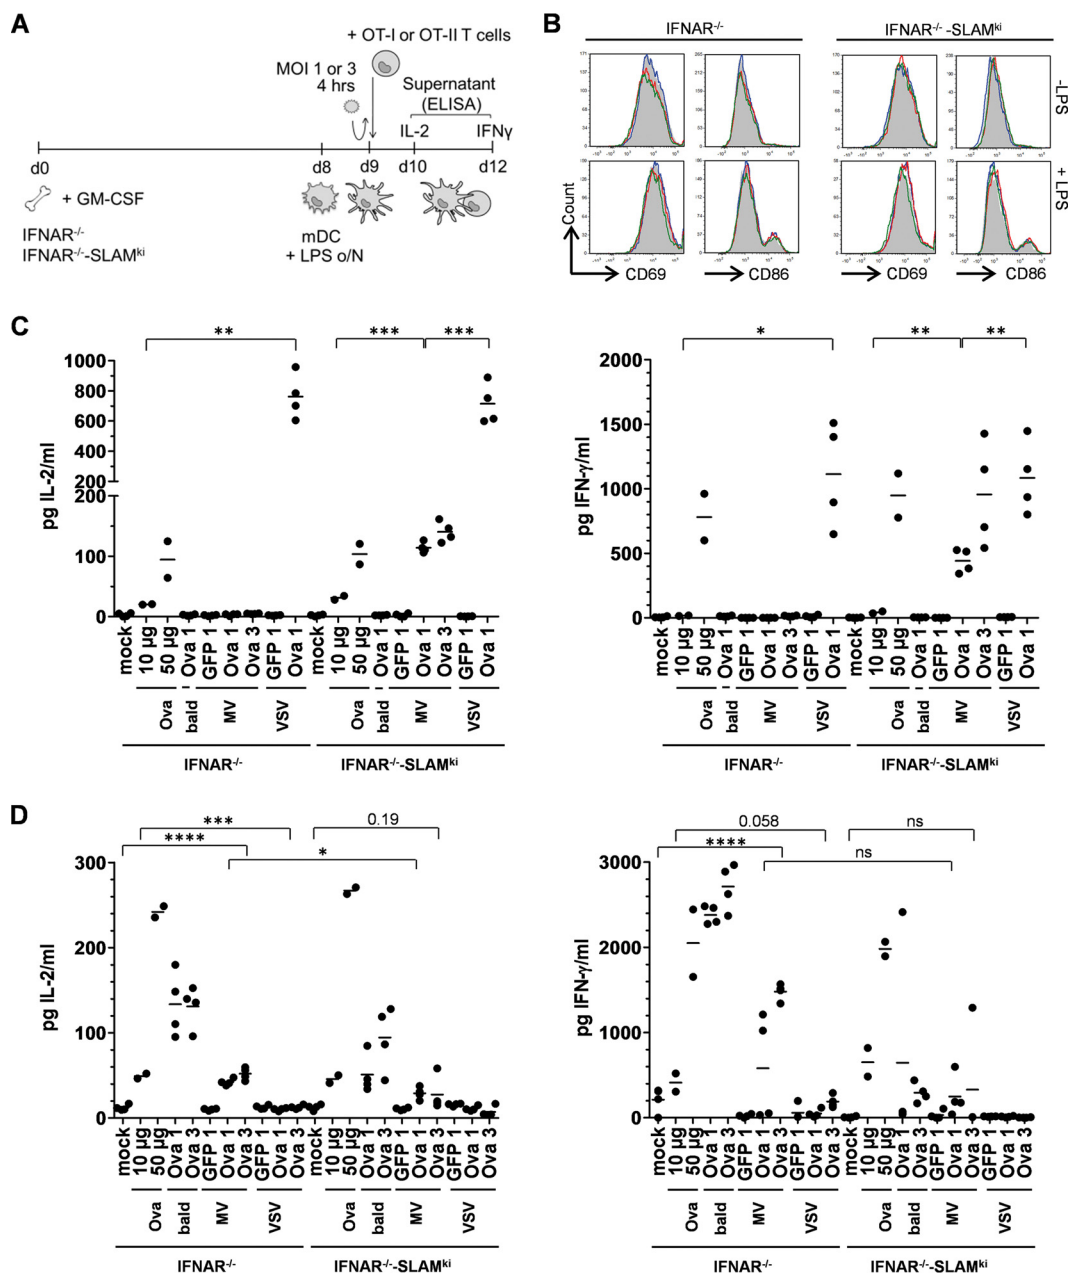 A
+ OT-I or OT-II T cells
MOI 1 or 3
4 hrs
Supernatant
(ELISA)
IL-2
IFNγ
d0
d8
d9
d10
d12
+ GM-CSF
IFNAR-/-
IFNAR-/--SLAMki
mDC
+ LPS o/N
B
IFNAR-/-
IFNAR-/- -SLAMki
-LPS
+ LPS
Count
CD69
CD86
CD69
CD86
C
** *** ***
1000
800
600
400
200
200
100
0
pg IL-2/ml
mock
10 µg
50 µg
Ova 1
GFP 1
Ova 1
Ova 3
GFP 1
Ova 1
mock
10 µg
50 µg
Ova 1
GFP 1
Ova 1
Ova 3
GFP 1
Ova 1
Ova
bald
MV
VSV
Ova
bald
MV
VSV
IFNAR-/-
IFNAR-/--SLAMki
* ** **
2000
1500
1000
500
0
pg IFN-γ/ml
mock
10 µg
50 µg
Ova 1
GFP 1
Ova 1
Ova 3
GFP 1
Ova 1
mock
10 µg
50 µg
Ova 1
GFP 1
Ova 1
Ova 3
GFP 1
Ova 1
Ova
bald
MV
VSV
Ova
bald
MV
VSV
IFNAR-/-
IFNAR-/--SLAMki
D
*** 0.19
****
*
300
200
100
0
pg IL-2/ml
mock
10 µg
50 µg
Ova 1
Ova 3
GFP 1
Ova 1
Ova 3
GFP 1
Ova 1
Ova 3
mock
10 µg
50 µg
Ova 1
Ova 3
GFP 1
Ova 1
Ova 3
GFP 1
Ova 1
Ova 3
Ova
bald
MV
VSV
Ova
bald
MV
VSV
IFNAR-/-
IFNAR-/--SLAMki
0.058 ns
****
ns
3000
2000
1000
0
pg IFN-γ/ml
mock
10 µg
50 µg
Ova 1
Ova 3
GFP 1
Ova 1
Ova 3
GFP 1
Ova 1
Ova 3
mock
10 µg
50 µg
Ova 1
Ova 3
GFP 1
Ova 1
Ova 3
GFP 1
Ova 1
Ova 3
Ova
bald
MV
VSV
Ova
bald
MV
VSV
IFNAR-/-
IFNAR-/--SLAMki